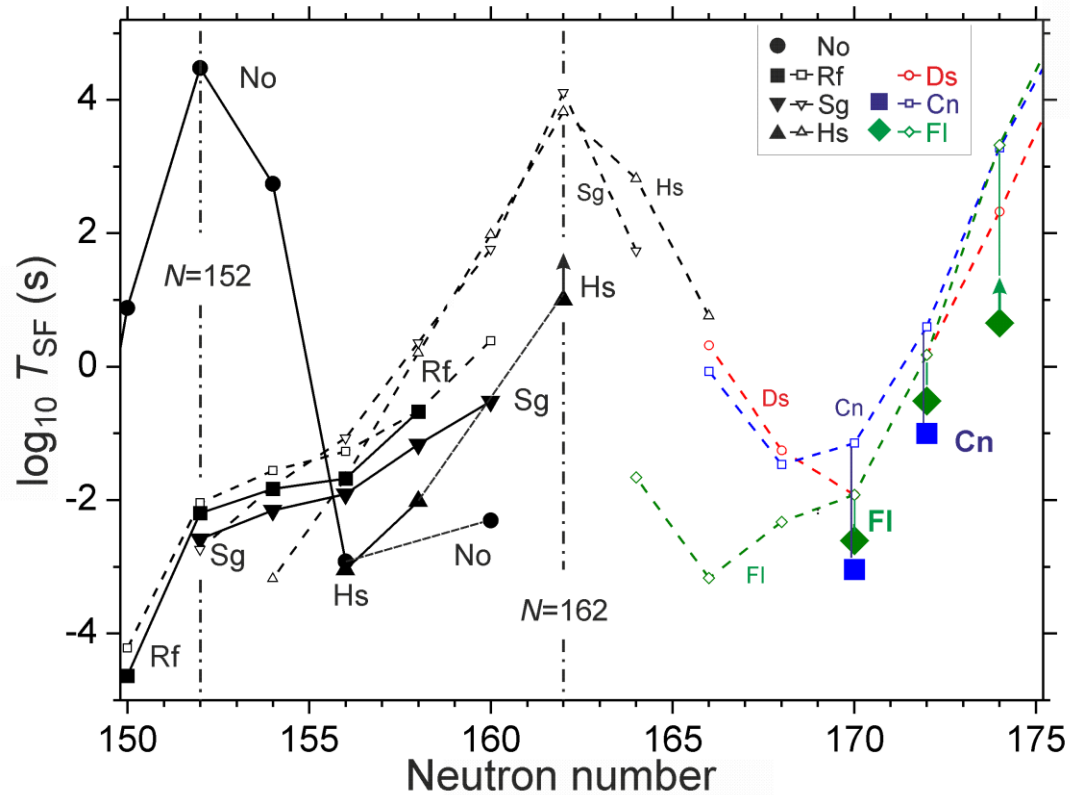 log₁₀ T_SF (s)
4
2
0
-2
-4
150
155
160
165
170
175
Neutron number
No
Rf
Sg
Hs
Ds
Cn
Fl
No
N=152
Rf
Sg
Rf
Hs
Sg
No
Hs
Sg
Hs
N=162
Ds
Cn
Fl
Cn
Fl